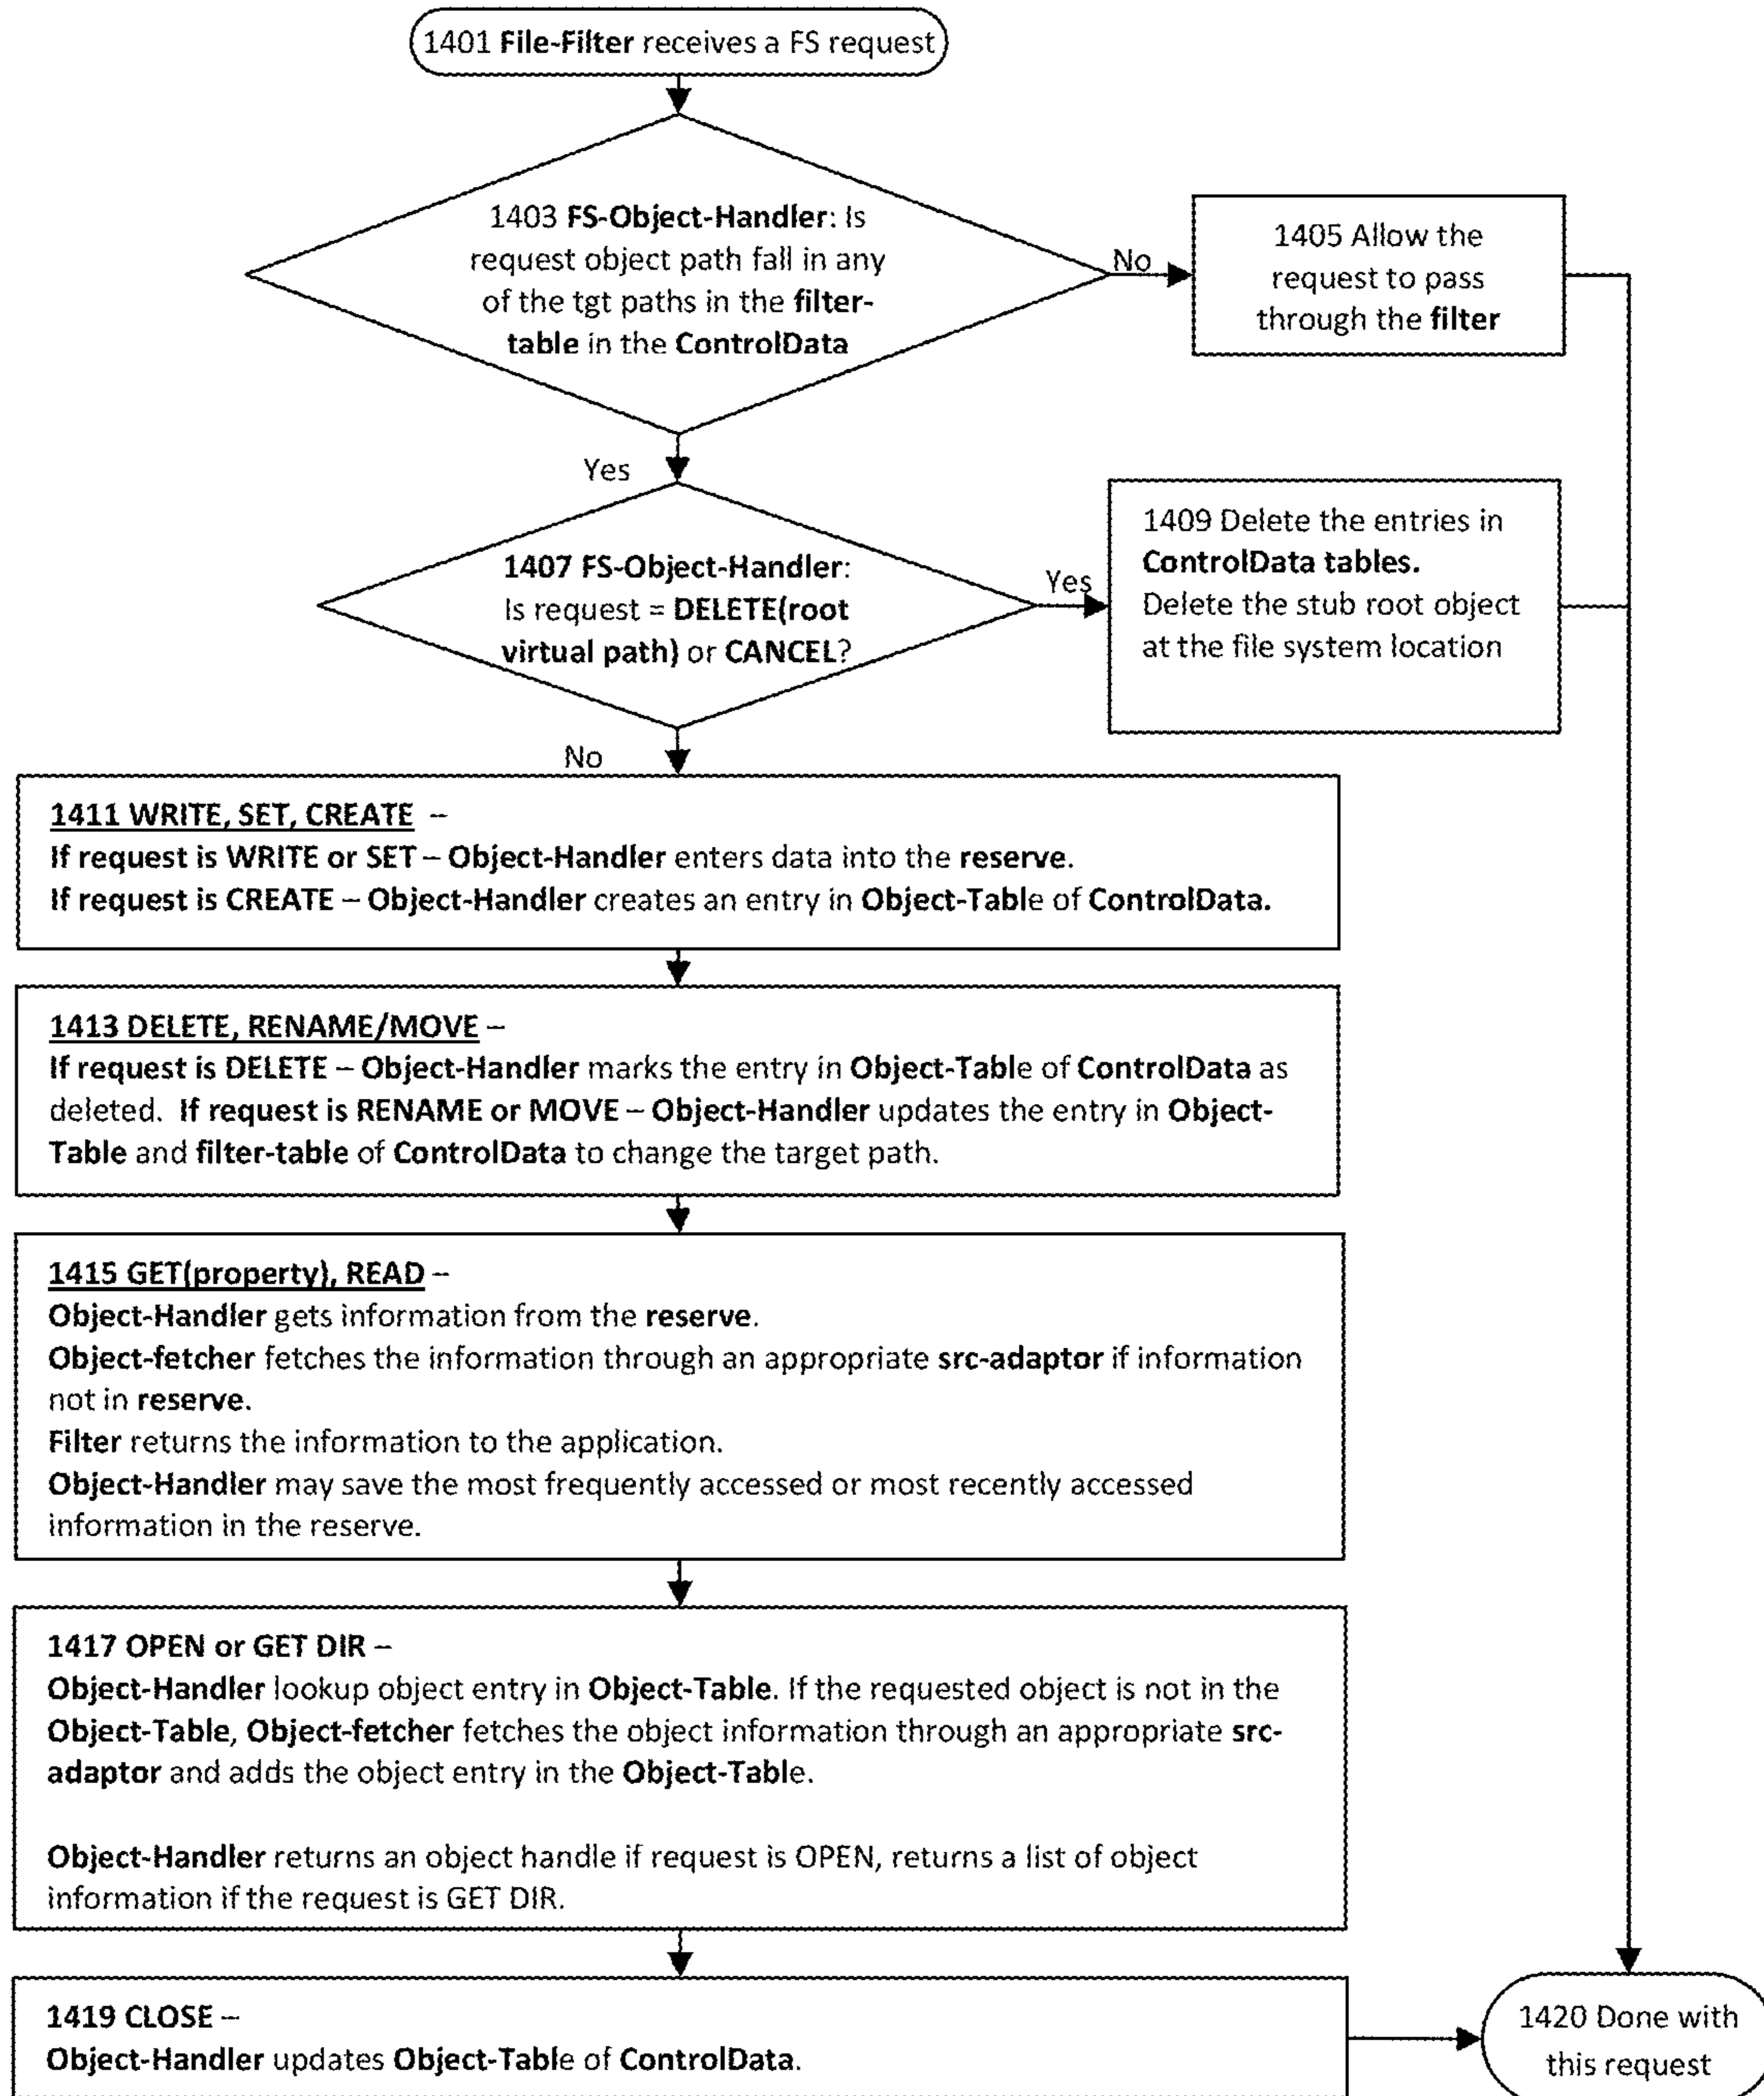 1401 File-Filter receives a FS request
1403 FS-Object-Handler: Is
request object path fall in any
of the tgt paths in the filter-
table in the ControlData
No
1405 Allow the
request to pass
through the filter
Yes
1407 FS-Object-Handler:
Is request = DELETE(root
virtual path) or CANCEL?
Yes
1409 Delete the entries in
ControlData tables.
Delete the stub root object
at the file system location
No
1411 WRITE, SET, CREATE –
If request is WRITE or SET – Object-Handler enters data into the reserve.
If request is CREATE – Object-Handler creates an entry in Object-Table of ControlData.
1413 DELETE, RENAME/MOVE –
If request is DELETE – Object-Handler marks the entry in Object-Table of ControlData as
deleted. If request is RENAME or MOVE – Object-Handler updates the entry in Object-
Table and filter-table of ControlData to change the target path.
1415 GET(property), READ –
Object-Handler gets information from the reserve.
Object-fetcher fetches the information through an appropriate src-adaptor if information
not in reserve.
Filter returns the information to the application.
Object-Handler may save the most frequently accessed or most recently accessed
information in the reserve.
1417 OPEN or GET DIR –
Object-Handler lookup object entry in Object-Table. If the requested object is not in the
Object-Table, Object-fetcher fetches the object information through an appropriate src-
adaptor and adds the object entry in the Object-Table.
Object-Handler returns an object handle if request is OPEN, returns a list of object
information if the request is GET DIR.
1419 CLOSE –
Object-Handler updates Object-Table of ControlData.
1420 Done with
this request